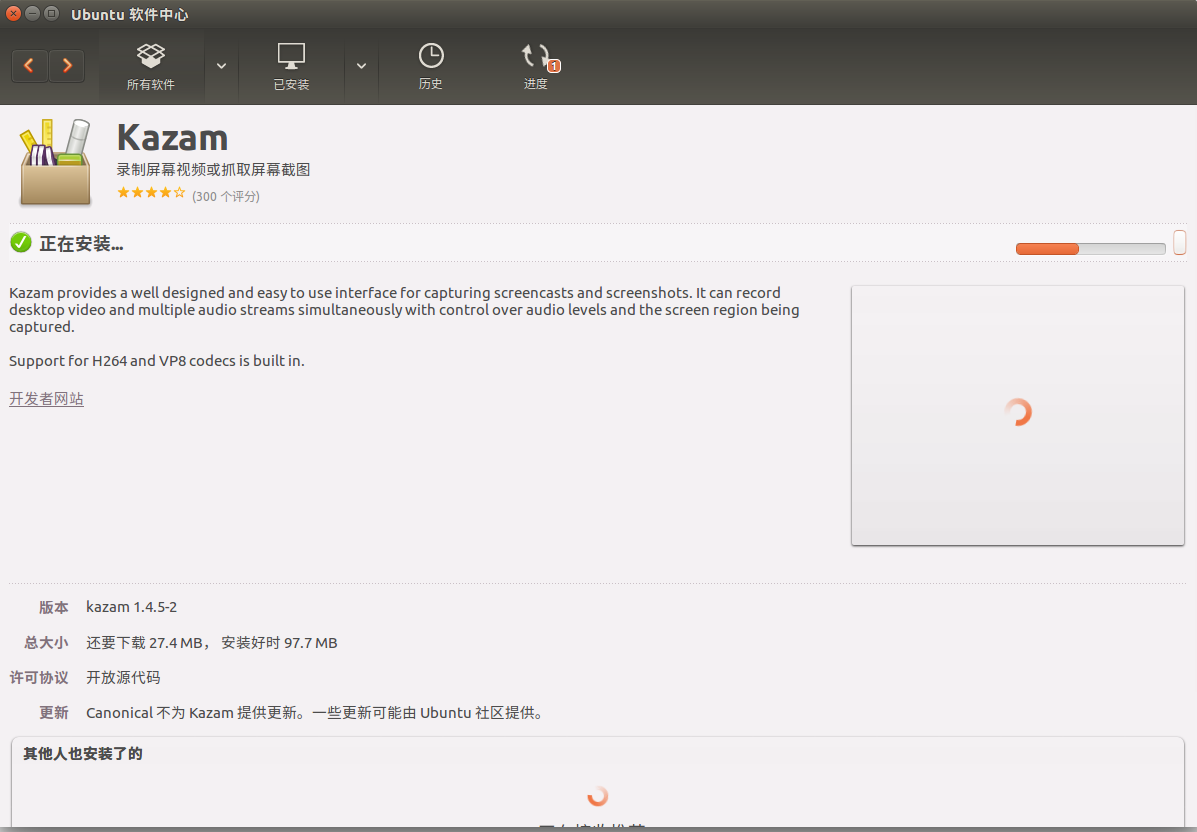 Ubuntu 软件中心
所有软件
已安装
历史
进度
1
Kazam
录制屏幕视频或抓取屏幕截图
(300 个评分)
正在安装...
Kazam provides a well designed and easy to use interface for capturing screencasts and screenshots. It can record
desktop video and multiple audio streams simultaneously with control over audio levels and the screen region being
captured.
Support for H264 and VP8 codecs is built in.
开发者网站
版本 kazam 1.4.5-2
总大小 还要下载 27.4 MB， 安装好时 97.7 MB
许可协议 开放源代码
更新 Canonical 不为 Kazam 提供更新。一些更新可能由 Ubuntu 社区提供。
其他人也安装了的